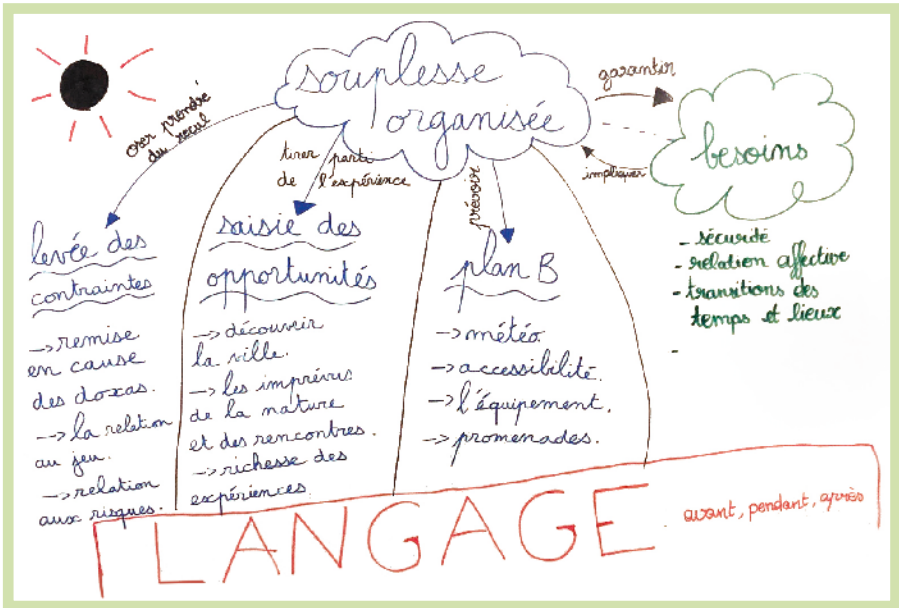 souplesse
organisée
garantir
besoins
impliquer
- sécurité
- relation affective
- transitions des
temps et lieux
-
oser prendre
du recul
levée des
contraintes
-> remise
en cause
des doxas.
--> la relation
au jeu.
-> relation
aux risques.
tirer parti
de l'expérience
saisie des
opportunités
-> découvrir
la ville.
-> les imprévus
de la nature
et des rencontres.
-> richesse des
expériences.
prévoir
plan B
-> météo.
-> accessibilité.
-> l'équipement.
-> promenades.
LANGAGE
avant, pendant, après